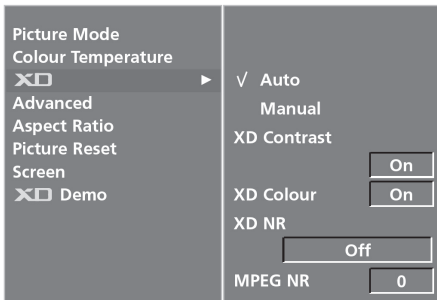 Picture Mode
Colour Temperature
XD
Advanced
Aspect Ratio
Picture Reset
Screen
XD Demo
√ Auto
Manual
XD Contrast
On
XD Colour On
XD NR
Off
MPEG NR 0